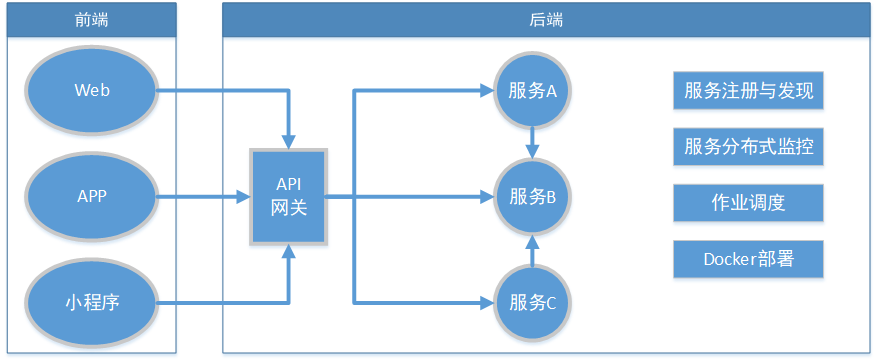 前端
后端
Web
APP
小程序
API
网关
服务A
服务B
服务C
服务注册与发现
服务分布式监控
作业调度
Docker部署